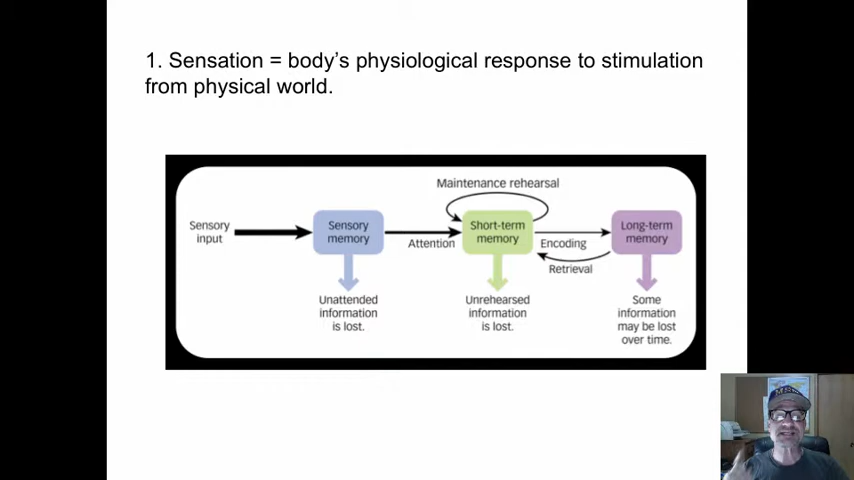 1. Sensation = body's physiological response to stimulation
from physical world.
Maintenance rehearsal
Sensory
input
Sensory
memory
Attention
Short-term
memory
Encoding
Retrieval
Long-term
memory
Unattended
information
is lost.
Unrehearsed
information
is lost.
Some
information
may be lost
over time.